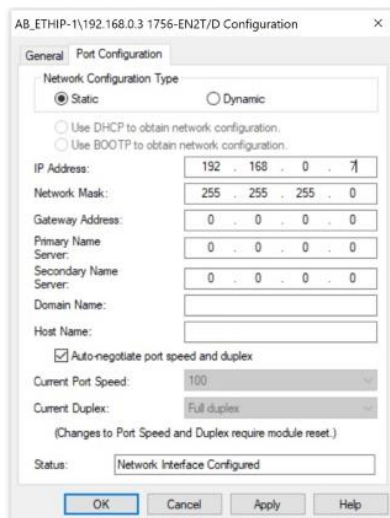 AB_ETHIP-1\192.168.0.3 1756-EN2T/D Configuration
General Port Configuration
Network Configuration Type
Static Dynamic
Use DHCP to obtain network configuration.
Use BOOTP to obtain network configuration.
IP Address: 192 . 168 . 0 . 7
Network Mask: 255 . 255 . 255 . 0
Gateway Address: 0 . 0 . 0 . 0
Primary Name Server: 0 . 0 . 0 . 0
Secondary Name Server: 0 . 0 . 0 . 0
Domain Name:
Host Name:
Auto-negotiate port speed and duplex
Current Port Speed: 100
Current Duplex: Full duplex
(Changes to Port Speed and Duplex require module reset.)
Status: Network Interface Configured
OK Cancel Apply Help